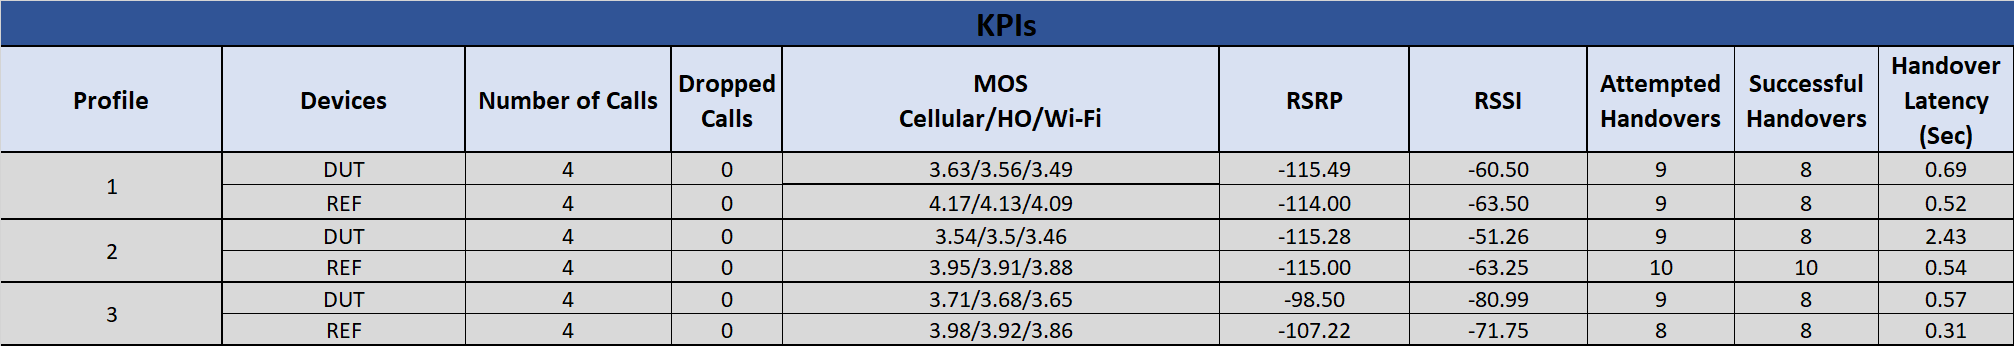 KPIs
Profile Devices Number of Calls Dropped Calls MOS Cellular/HO/Wi-Fi RSRP RSSI Attempted Handovers Successful Handovers Handover Latency (Sec)
1 DUT 4 0 3.63/3.56/3.49 -115.49 -60.50 9 8 0.69
REF 4 0 4.17/4.13/4.09 -114.00 -63.50 9 8 0.52
2 DUT 4 0 3.54/3.5/3.46 -115.28 -51.26 9 8 2.43
REF 4 0 3.95/3.91/3.88 -115.00 -63.25 10 10 0.54
3 DUT 4 0 3.71/3.68/3.65 -98.50 -80.99 9 8 0.57
REF 4 0 3.98/3.92/3.86 -107.22 -71.75 8 8 0.31